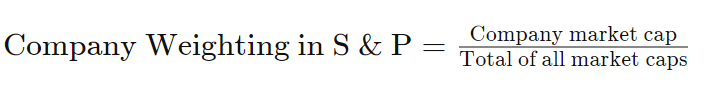 Company Weighting in S & P = Company market cap
Total of all market caps